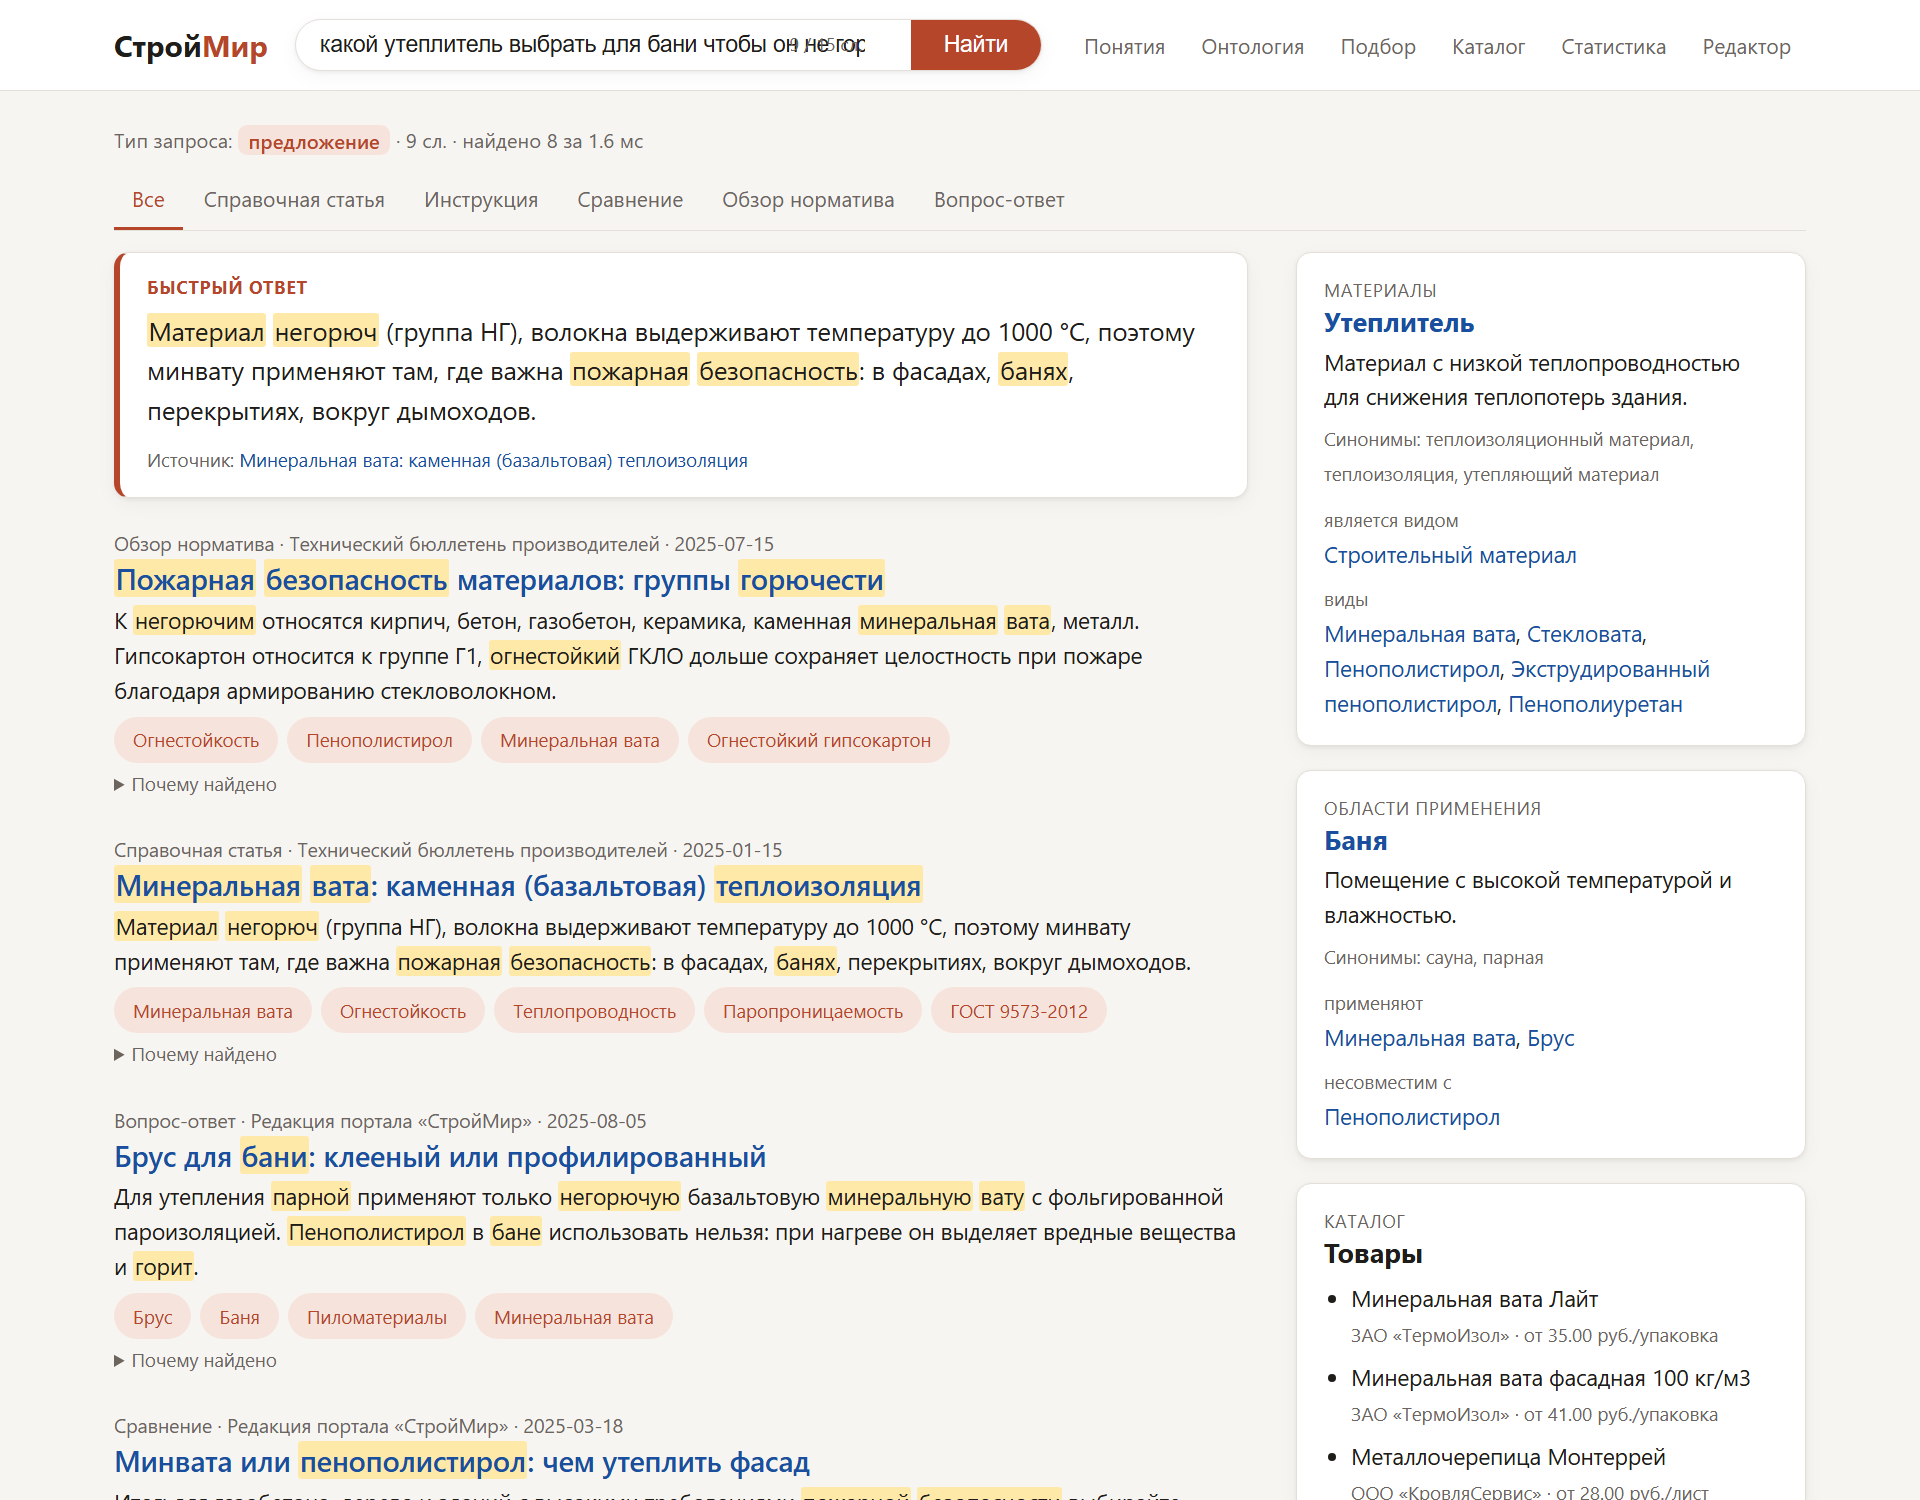 СтройМир
какой утеплитель выбрать для бани чтобы он не гор
Найти
Понятия
Онтология
Подбор
Каталог
Статистика
Редактор
Тип запроса: предложение · 9 сл. · найдено 8 за 1.6 мс
Все
Справочная статья
Инструкция
Сравнение
Обзор норматива
Вопрос-ответ
БЫСТРЫЙ ОТВЕТ
Материал негорюч (группа НГ), волокна выдерживают температуру до 1000 °C, поэтому
минвату применяют там, где важна пожарная безопасность: в фасадах, банях,
перекрытиях, вокруг дымоходов.
Источник: Минеральная вата: каменная (базальтовая) теплоизоляция
Обзор норматива · Технический бюллетень производителей · 2025-07-15
Пожарная безопасность материалов: группы горючести
К негорючим относятся кирпич, бетон, газобетон, керамика, каменная минеральная вата, металл.
Гипсокартон относится к группе Г1, огнестойкий ГКЛО дольше сохраняет целостность при пожаре
благодаря армированию стекловолокном.
Огнестойкость
Пенополистирол
Минеральная вата
Огнестойкий гипсокартон
▶ Почему найдено
Справочная статья · Технический бюллетень производителей · 2025-01-15
Минеральная вата: каменная (базальтовая) теплоизоляция
Материал негорюч (группа НГ), волокна выдерживают температуру до 1000 °C, поэтому минвату
применяют там, где важна пожарная безопасность: в фасадах, банях, перекрытиях, вокруг дымоходов.
Минеральная вата
Огнестойкость
Теплопроводность
Паропроницаемость
ГОСТ 9573-2012
▶ Почему найдено
Вопрос-ответ · Редакция портала «СтройМир» · 2025-08-05
Брус для бани: клееный или профилированный
Для утепления парной применяют только негорючую базальтовую минеральную вату с фольгированной
пароизоляцией. Пенополистирол в бане использовать нельзя: при нагреве он выделяет вредные вещества
и горит.
Брус
Баня
Пиломатериалы
Минеральная вата
▶ Почему найдено
Сравнение · Редакция портала «СтройМир» · 2025-03-18
Минвата или пенополистирол: чем утеплить фасад
МАТЕРИАЛЫ
Утеплитель
Материал с низкой теплопроводностью
для снижения теплопотерь здания.
Синонимы: теплоизоляционный материал,
теплоизоляция, утепляющий материал
является видом
Строительный материал
виды
Минеральная вата, Стекловата,
Пенополистирол, Экструдированный
пенополистирол, Пенополиуретан
ОБЛАСТИ ПРИМЕНЕНИЯ
Баня
Помещение с высокой температурой и
влажностью.
Синонимы: сауна, парная
применяют
Минеральная вата, Брус
несовместим с
Пенополистирол
КАТАЛОГ
Товары
• Минеральная вата Лайт
ЗАО «ТермоИзол» · от 35.00 руб./упаковка
• Минеральная вата фасадная 100 кг/м3
ЗАО «ТермоИзол» · от 41.00 руб./упаковка
• Металлочерепица Монтеррей
ООО «КровляСервис» · от 28.00 руб./лист